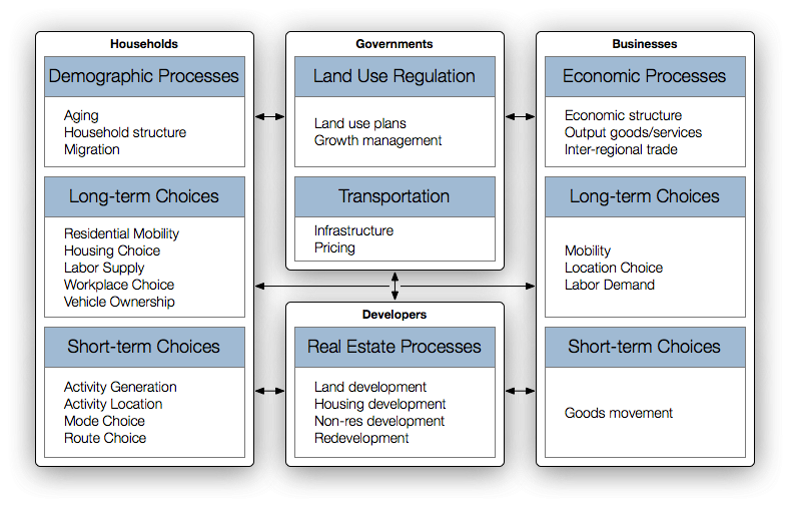 Households
Demographic Processes
Aging
Household structure
Migration
Long-term Choices
Residential Mobility
Housing Choice
Labor Supply
Workplace Choice
Vehicle Ownership
Short-term Choices
Activity Generation
Activity Location
Mode Choice
Route Choice
Governments
Land Use Regulation
Land use plans
Growth management
Transportation
Infrastructure
Pricing
Developers
Real Estate Processes
Land development
Housing development
Non-res development
Redevelopment
Businesses
Economic Processes
Economic structure
Output goods/services
Inter-regional trade
Long-term Choices
Mobility
Location Choice
Labor Demand
Short-term Choices
Goods movement